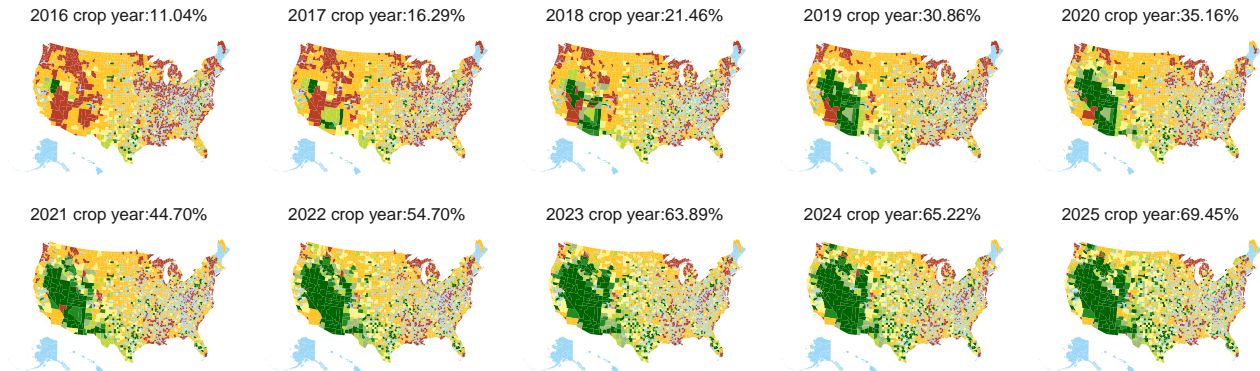 2016 crop year:11.04%
2017 crop year:16.29%
2018 crop year:21.46%
2019 crop year:30.86%
2020 crop year:35.16%
2021 crop year:44.70%
2022 crop year:54.70%
2023 crop year:63.89%
2024 crop year:65.22%
2025 crop year:69.45%